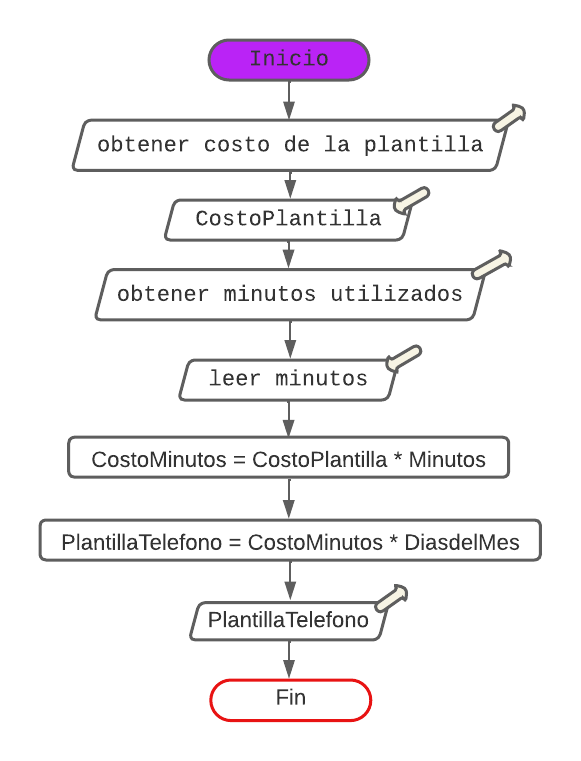 Inicio
obtener costo de la plantilla
CostoPlantilla
obtener minutos utilizados
leer minutos
CostoMinutos = CostoPlantilla * Minutos
PlantillaTelefono = CostoMinutos * DiasdelMes
PlantillaTelefono
Fin